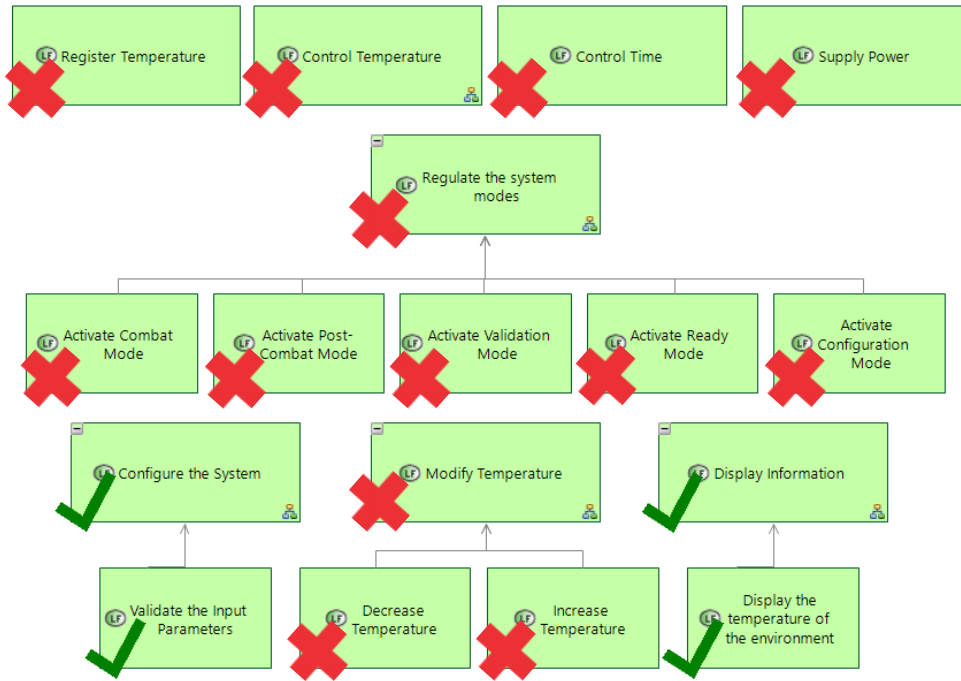 LF Register Temperature
LF Control Temperature
LF Control Time
LF Supply Power
LF Regulate the system
modes
LF Activate Combat
Mode
LF Activate Post-
Combat Mode
LF Activate Validation
Mode
LF Activate Ready
Mode
LF Activate
Configuration
Mode
LF Configure the System
LF Modify Temperature
LF Display Information
LF Validate the Input
Parameters
LF Decrease
Temperature
LF Increase
Temperature
LF Display the
temperature of
the environment